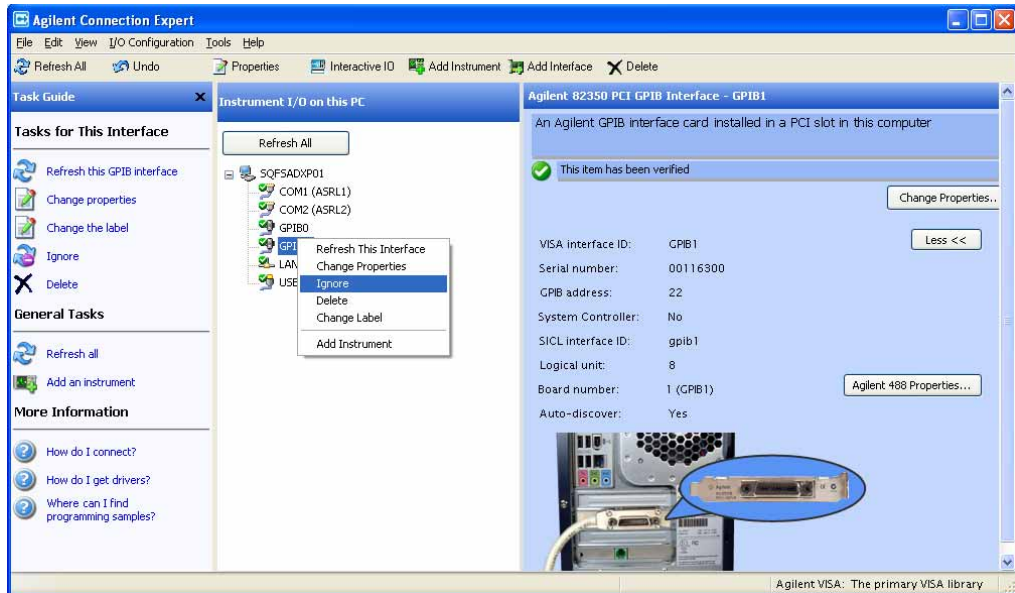 Agilent Connection Expert
File Edit View I/O Configuration Tools Help
Refresh All Undo Properties Interactive IO Add Instrument Add Interface Delete
Task Guide
Tasks for This Interface
Refresh this GPIB interface
Change properties
Change the label
Ignore
Delete
General Tasks
Refresh all
Add an instrument
More Information
How do I connect?
How do I get drivers?
Where can I find
programming samples?
Instrument I/O on this PC
Refresh All
SQFSADXP01
COM1 (ASRL1)
COM2 (ASRL2)
GPIB0
Refresh This Interface
Change Properties
Ignore
Delete
Change Label
Add Instrument
Agilent 82350 PCI GPIB Interface - GPIB1
An Agilent GPIB interface card installed in a PCI slot in this computer
This item has been verified
Change Properties..
Less <<
VISA interface ID: GPIB1
Serial number: 00116300
GPIB address: 22
System Controller: No
SICL interface ID: gpib1
Logical unit: 8
Board number: 1 (GPIB1)
Agilent 488 Properties...
Auto-discover: Yes
Agilent VISA: The primary VISA library